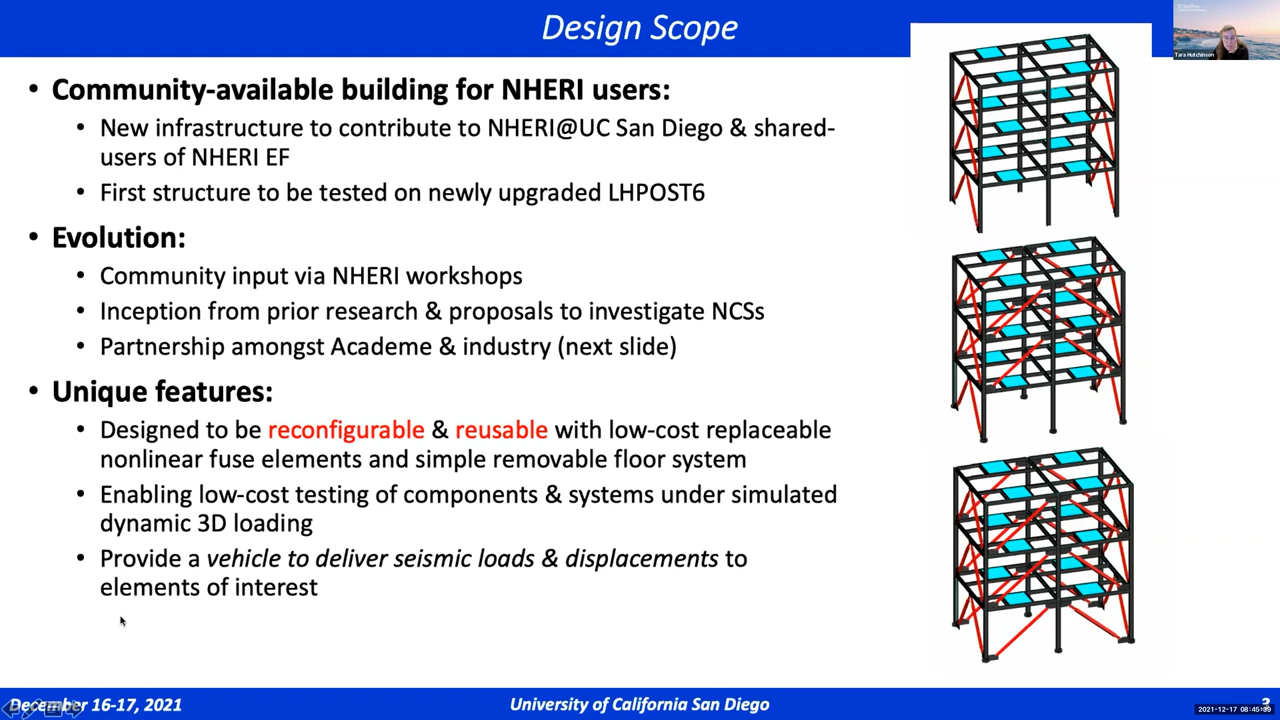 Design Scope
Tara Hutchinson
• Community-available building for NHERI users:
• New infrastructure to contribute to NHERI@UC San Diego & shared-
users of NHERI EF
• First structure to be tested on newly upgraded LHPOST6
• Evolution:
• Community input via NHERI workshops
• Inception from prior research & proposals to investigate NCSs
• Partnership amongst Academe & industry (next slide)
• Unique features:
• Designed to be reconfigurable & reusable with low-cost replaceable
nonlinear fuse elements and simple removable floor system
• Enabling low-cost testing of components & systems under simulated
dynamic 3D loading
• Provide a vehicle to deliver seismic loads & displacements to
elements of interest
December 16-17, 2021
University of California San Diego
3
2021-12-17 08:45:39